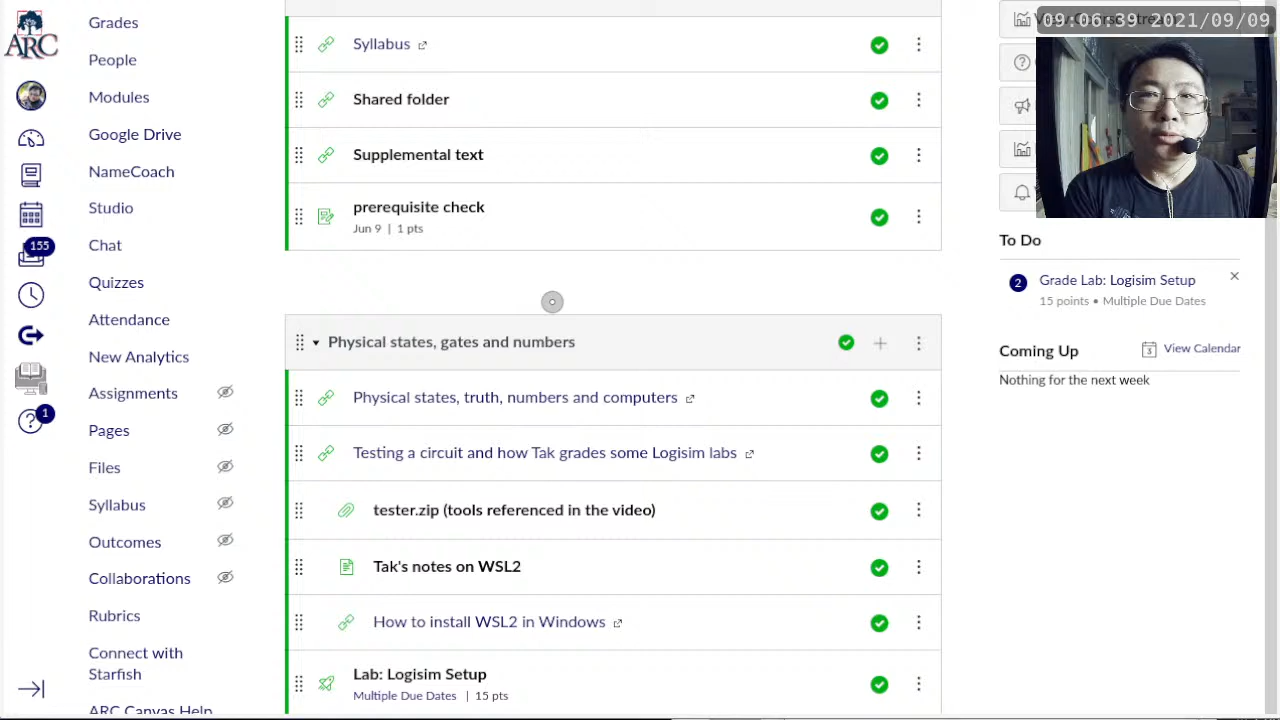 09:06:39 2021/09/09
ARC
155
1
Grades
People
Modules
Google Drive
NameCoach
Studio
Chat
Quizzes
Attendance
New Analytics
Assignments
Pages
Files
Syllabus
Outcomes
Collaborations
Rubrics
Connect with
Starfish
ARC Canvas Help
Syllabus
Shared folder
Supplemental text
prerequisite check
Jun 9 | 1 pts
Physical states, gates and numbers
Physical states, truth, numbers and computers
Testing a circuit and how Tak grades some Logisim labs
tester.zip (tools referenced in the video)
Tak's notes on WSL2
How to install WSL2 in Windows
Lab: Logisim Setup
Multiple Due Dates | 15 pts
To Do
2 Grade Lab: Logisim Setup
15 points • Multiple Due Dates
Coming Up
3 View Calendar
Nothing for the next week